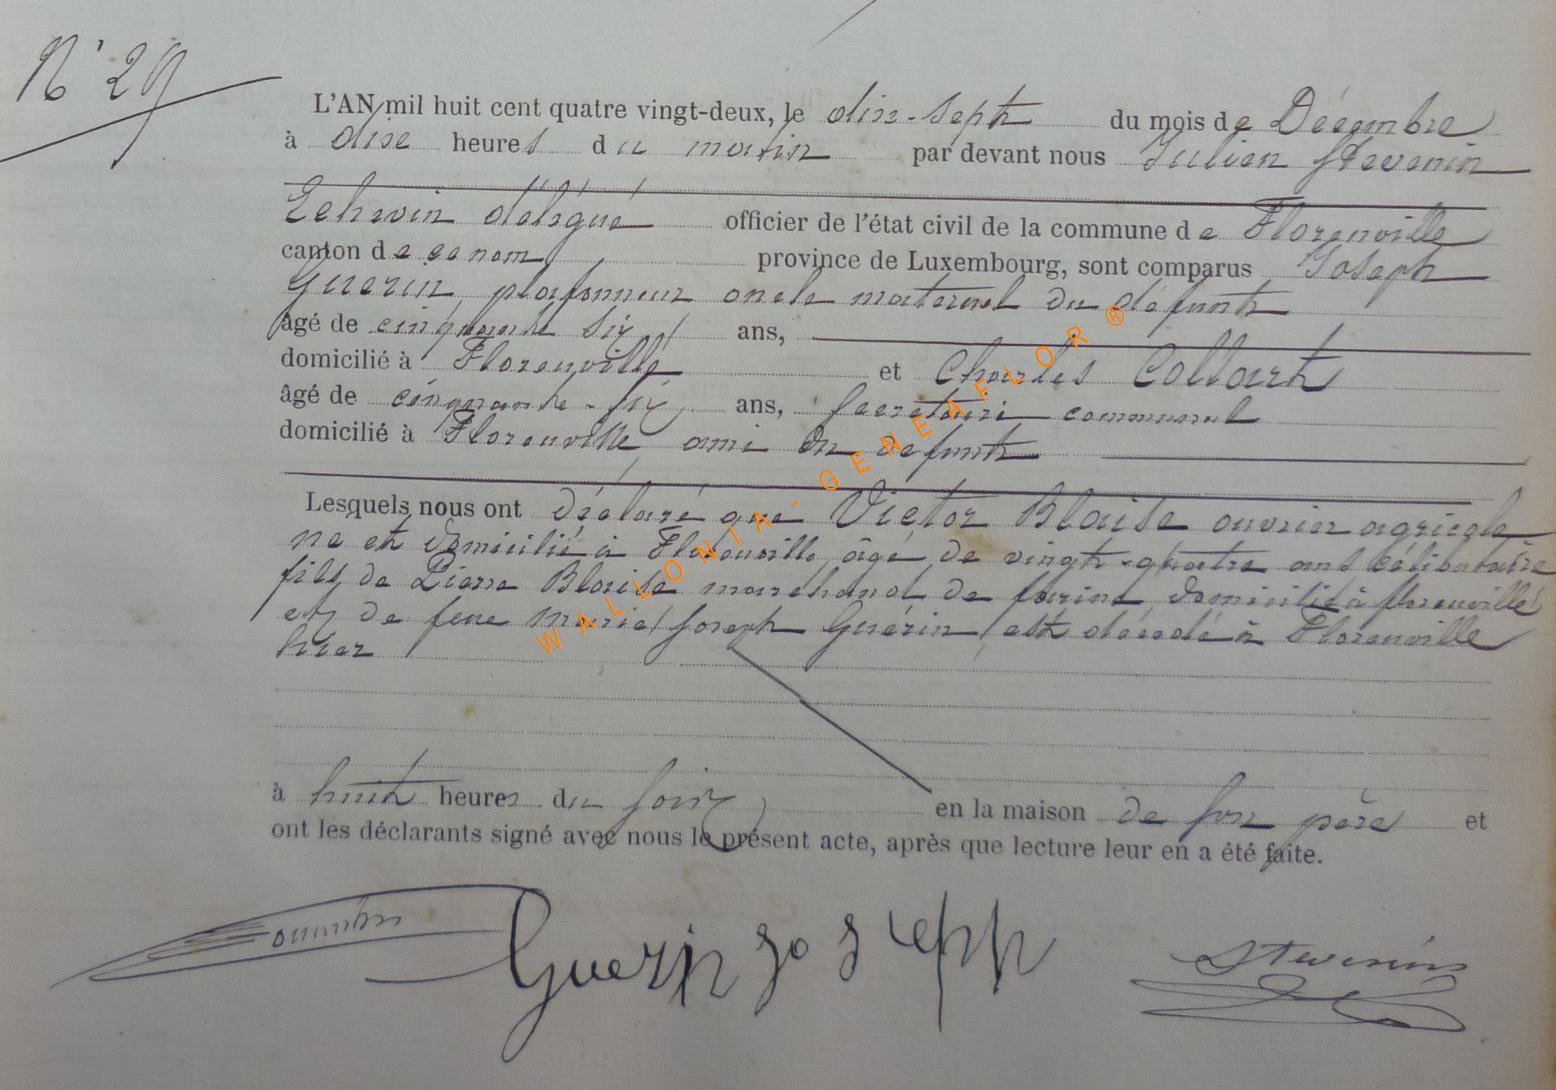 N° 29
L'AN mil huit cent quatre vingt-deux, le dix-sept du mois de Décembre
à dise heures du matin par devant nous Julien Stevenin
Echevin délégué officier de l'état civil de la commune de Florenville
canton de ce nom province de Luxembourg, sont comparus Joseph
Guerin, plafonneur oncle maternel du défunt
âgé de cinquante six ans,
domicilié à Florenville et Charles Collart
âgé de cinquante-six ans, Secretaire communal
domicilié à Florenville, ami du defunt
Lesquels nous ont déclaré que Victor Blaise ouvrier agricole
né et domicilié à Florenville, âgé de vingt-quatre ans célibataire
fils de Pierre Blaise marchand de farine domicilié à florenville
et de feue Marie Joseph Guérin, est décédé à Florenville
hier
à huit heures du soir en la maison de son père et
ont les déclarants signé avec nous le présent acte, après que lecture leur en a été faite.
Guerin Joseph
Stevenin
WALLONIA - GENEAFLOR ®